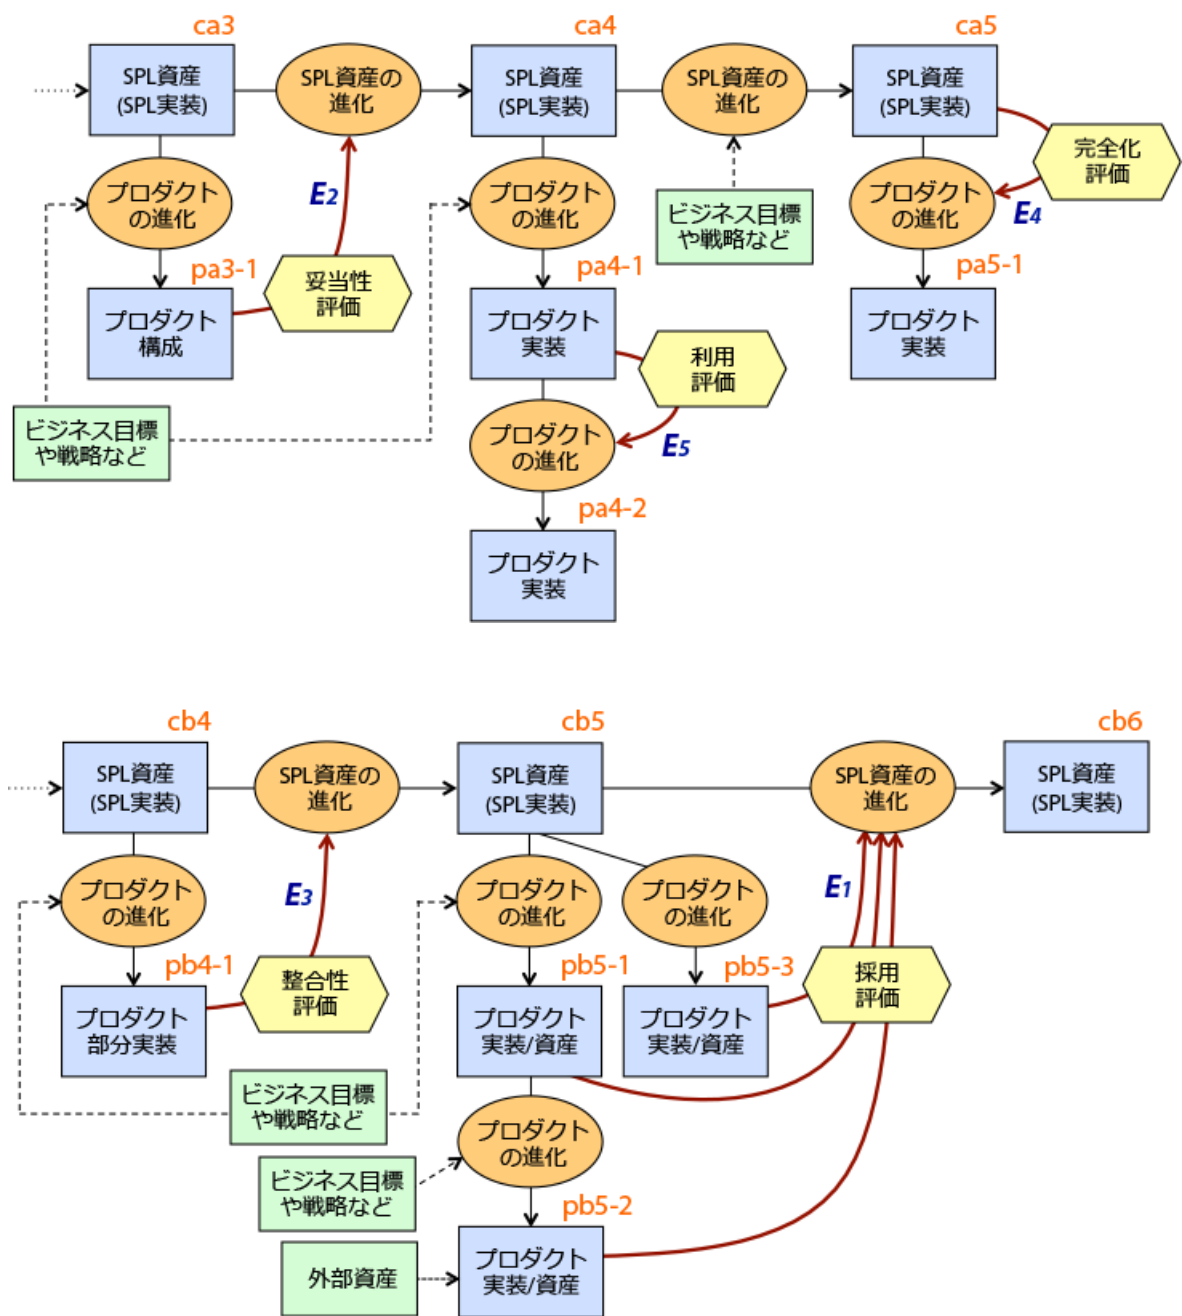 ca3
ca4
ca5
SPL資産
(SPL実装)
SPL資産の
進化
SPL資産
(SPL実装)
SPL資産の
進化
SPL資産
(SPL実装)
完全化
評価
E4
プロダクト
の進化
E2
プロダクト
の進化
ビジネス目標
や戦略など
プロダクト
の進化
pa3-1
妥当性
評価
pa4-1
pa5-1
プロダクト
構成
プロダクト
実装
利用
評価
プロダクト
実装
ビジネス目標
や戦略など
プロダクト
の進化
E5
pa4-2
プロダクト
実装
cb4
cb5
cb6
SPL資産
(SPL実装)
SPL資産の
進化
SPL資産
(SPL実装)
SPL資産の
進化
SPL資産
(SPL実装)
プロダクト
の進化
E3
プロダクト
の進化
プロダクト
の進化
E1
pb4-1
整合性
評価
pb5-1
pb5-3
採用
評価
プロダクト
部分実装
プロダクト
実装/資産
プロダクト
実装/資産
ビジネス目標
や戦略など
プロダクト
の進化
ビジネス目標
や戦略など
pb5-2
外部資産
プロダクト
実装/資産